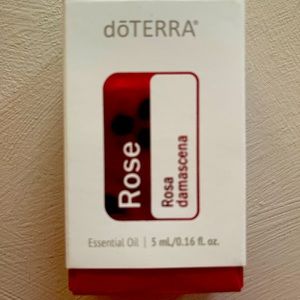 dōTERRA®
Rose
Rosa
damascena
Essential Oil | 5 mL/0.16 fl. oz.